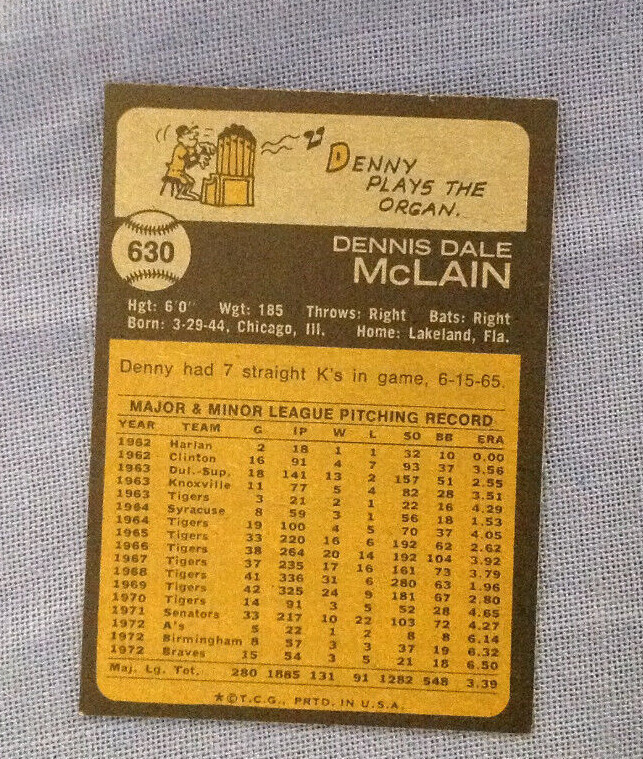 DENNY
PLAYS THE
ORGAN.
630
DENNIS DALE
McLAIN
Hgt: 6'0" Wgt: 185 Throws: Right Bats: Right
Born: 3-29-44, Chicago, Ill. Home: Lakeland, Fla.
Denny had 7 straight K's in game, 6-15-65.
MAJOR & MINOR LEAGUE PITCHING RECORD
YEAR TEAM G IP W L SO BB ERA
1962 Harlan 2 18 1 1 32 10 0.00
1962 Clinton 16 91 4 7 93 37 3.56
1963 Dul.-Sup. 18 141 13 2 157 51 2.55
1963 Knoxville 11 77 5 4 82 28 3.51
1963 Tigers 3 21 2 1 22 16 4.29
1964 Syracuse 8 59 3 1 56 18 1.53
1964 Tigers 19 100 4 5 70 37 4.05
1965 Tigers 33 220 16 6 192 62 2.62
1966 Tigers 38 264 20 14 192 104 3.92
1967 Tigers 37 235 17 16 161 73 3.79
1968 Tigers 41 336 31 6 280 63 1.96
1969 Tigers 42 325 24 9 181 67 2.80
1970 Tigers 14 91 3 5 52 28 4.65
1971 Senators 33 217 10 22 103 72 4.27
1972 A's 5 22 1 2 8 8 6.14
1972 Birmingham 8 57 3 3 37 19 6.32
1972 Braves 15 54 3 5 21 18 6.50
Maj. Lg. Tot. 280 1885 131 91 1282 548 3.39
★©T.C.G., PRTD. IN U.S.A.